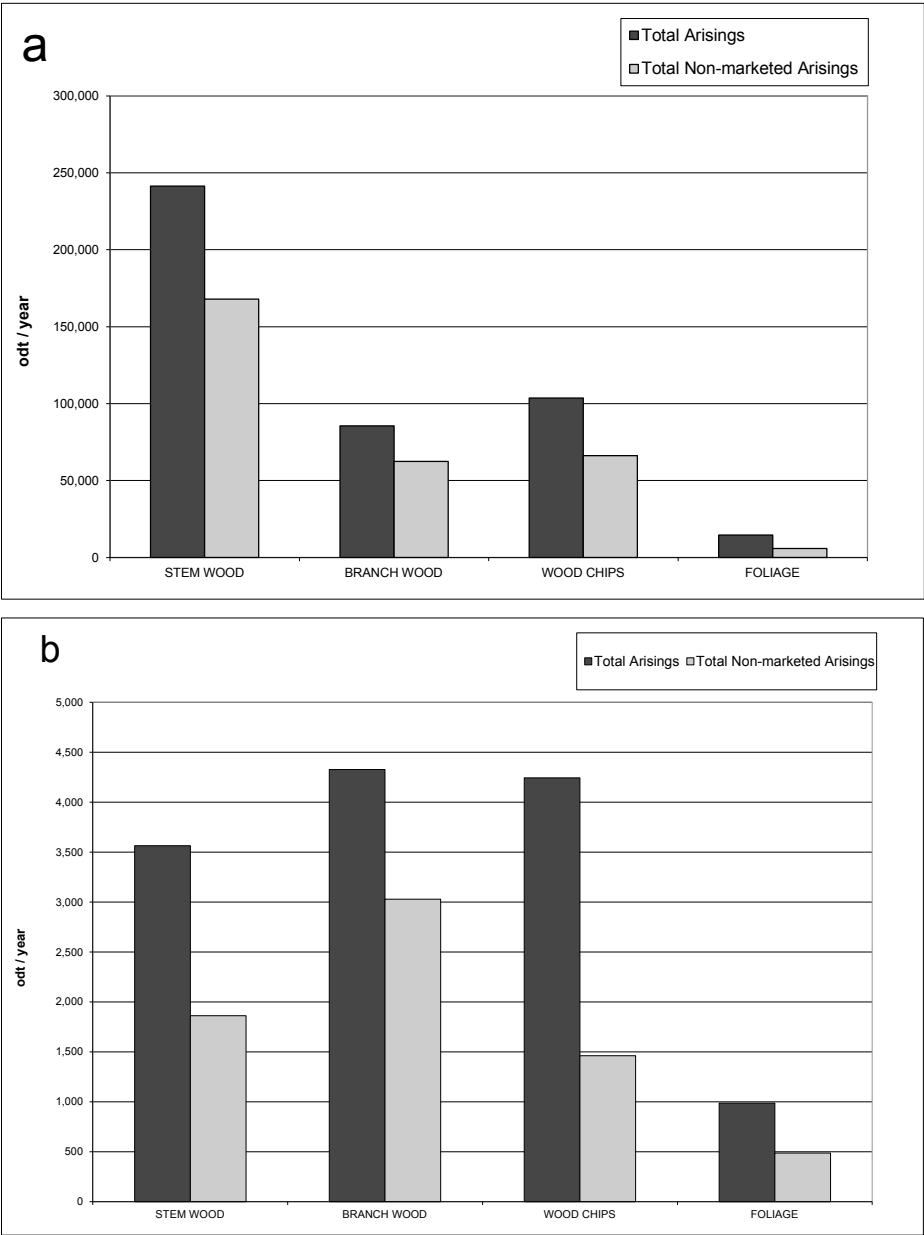 a
Total Arisings
Total Non-marketed Arisings
300,000
250,000
200,000
150,000
100,000
50,000
0
odt / year
STEM WOOD BRANCH WOOD WOOD CHIPS FOLIAGE
b
Total Arisings Total Non-marketed Arisings
5,000
4,500
4,000
3,500
3,000
2,500
2,000
1,500
1,000
500
0
odt / year
STEM WOOD BRANCH WOOD WOOD CHIPS FOLIAGE